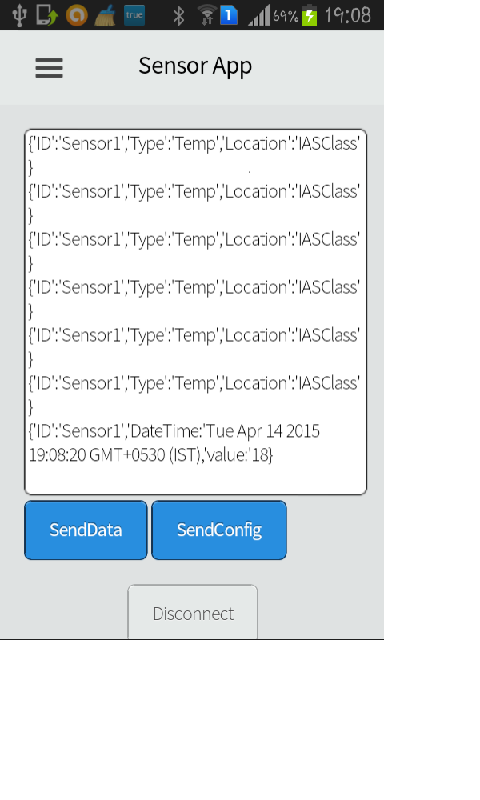 true 1 69% 19:08
Sensor App
{'ID':'Sensor1','Type':'Temp','Location':'IASClass'
}
{'ID':'Sensor1','Type':'Temp','Location':'IASClass'
}
{'ID':'Sensor1','Type':'Temp','Location':'IASClass'
}
{'ID':'Sensor1','Type':'Temp','Location':'IASClass'
}
{'ID':'Sensor1','Type':'Temp','Location':'IASClass'
}
{'ID':'Sensor1','Type':'Temp','Location':'IASClass'
}
{'ID':'Sensor1','DateTime:'Tue Apr 14 2015
19:08:20 GMT+0530 (IST),'value:'18}
SendData SendConfig
Disconnect